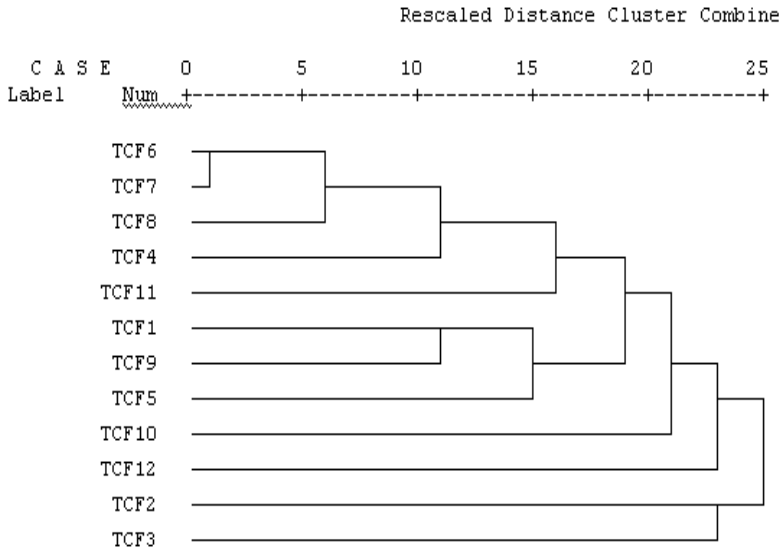 Rescaled Distance Cluster Combine
C A S E 0 5 10 15 20 25
Label Num +---------+---------+---------+---------+---------+
TCF6
TCF7
TCF8
TCF4
TCF11
TCF1
TCF9
TCF5
TCF10
TCF12
TCF2
TCF3